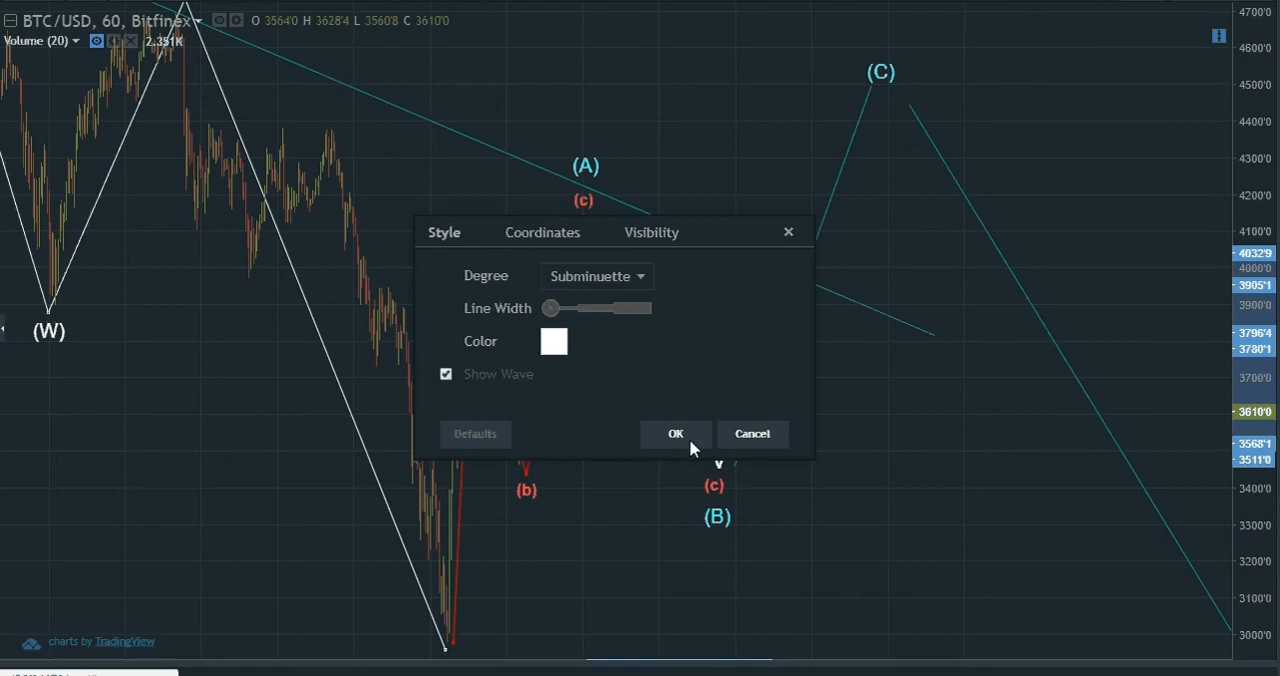 BTC/USD, 60, Bitfinex O 3564'0 H 3628'4 L 3560'8 C 3610'0
Volume (20) 2.351K
4700'0
4600'0
(C)
4500'0
4400'0
4300'0
(A)
4200'0
(c)
4100'0
Style Coordinates Visibility
4032'9
4000'0
Degree Subminuette
3905'1
Line Width
3900'0
(W)
3796'4
Color
3780'1
Show Wave
3700'0
3610'0
Defaults OK Cancel
3568'1
3511'0
(b)
(c)
3400'0
(B)
3300'0
3200'0
3100'0
3000'0
charts by TradingView